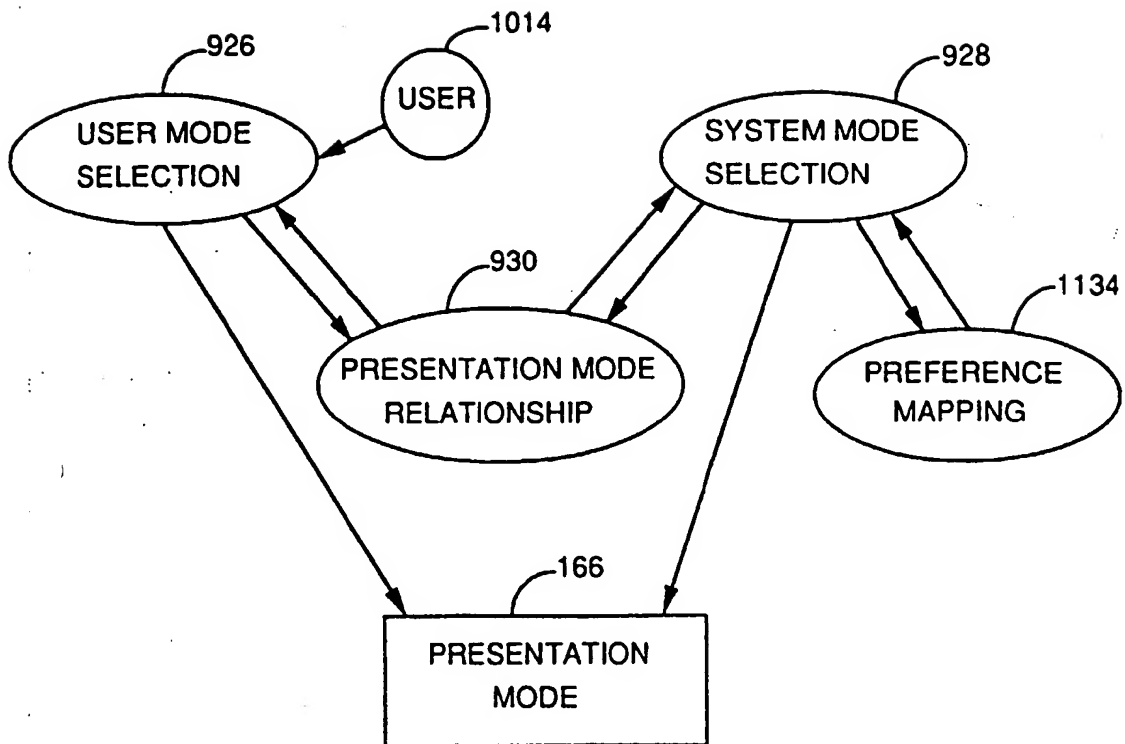 1014
926
928
USER
USER MODE
SELECTION
SYSTEM MODE
SELECTION
930
1134
PRESENTATION MODE
RELATIONSHIP
PREFERENCE
MAPPING
166
PRESENTATION
MODE